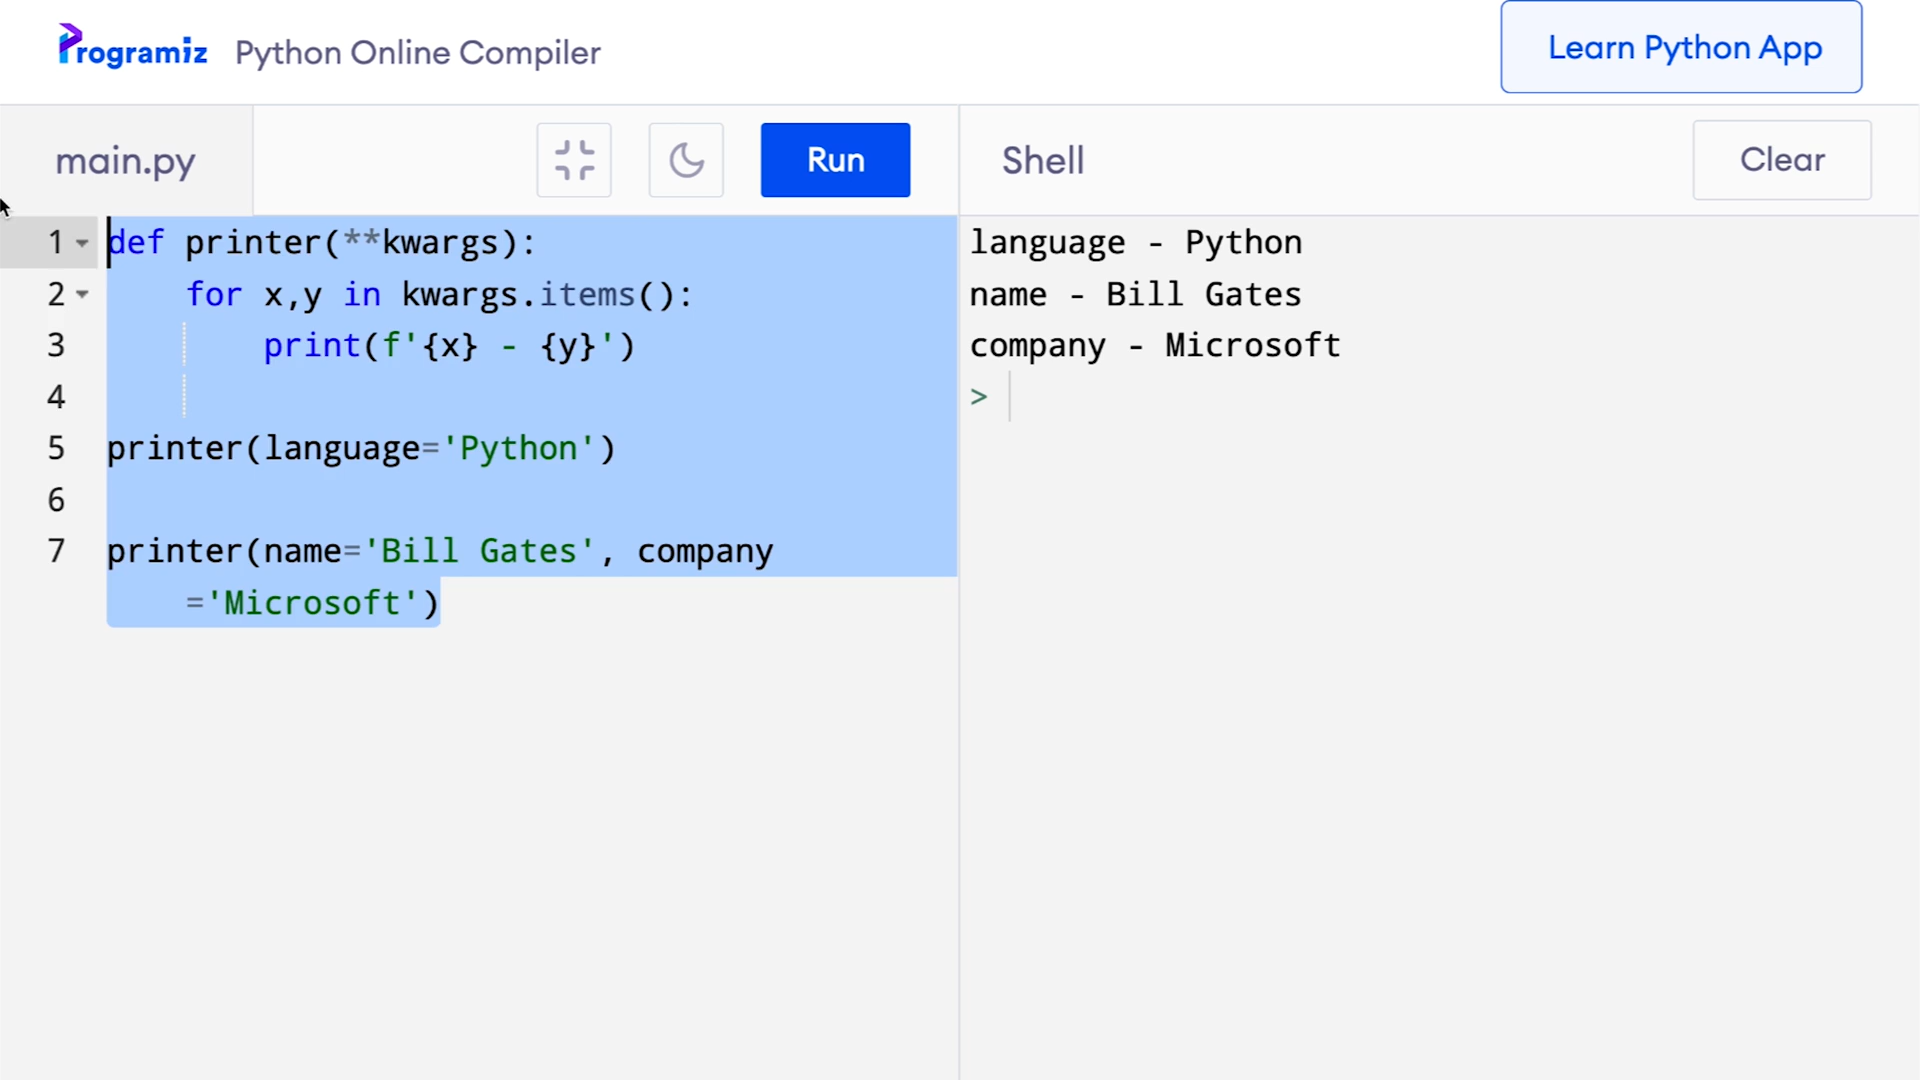 Programiz Python Online Compiler
Learn Python App
main.py
Run
Shell
Clear
1 def printer(**kwargs):
2     for x,y in kwargs.items():
3         print(f'{x} - {y}')
4
5 printer(language='Python')
6
7 printer(name='Bill Gates', company
    ='Microsoft')
language - Python
name - Bill Gates
company - Microsoft
>